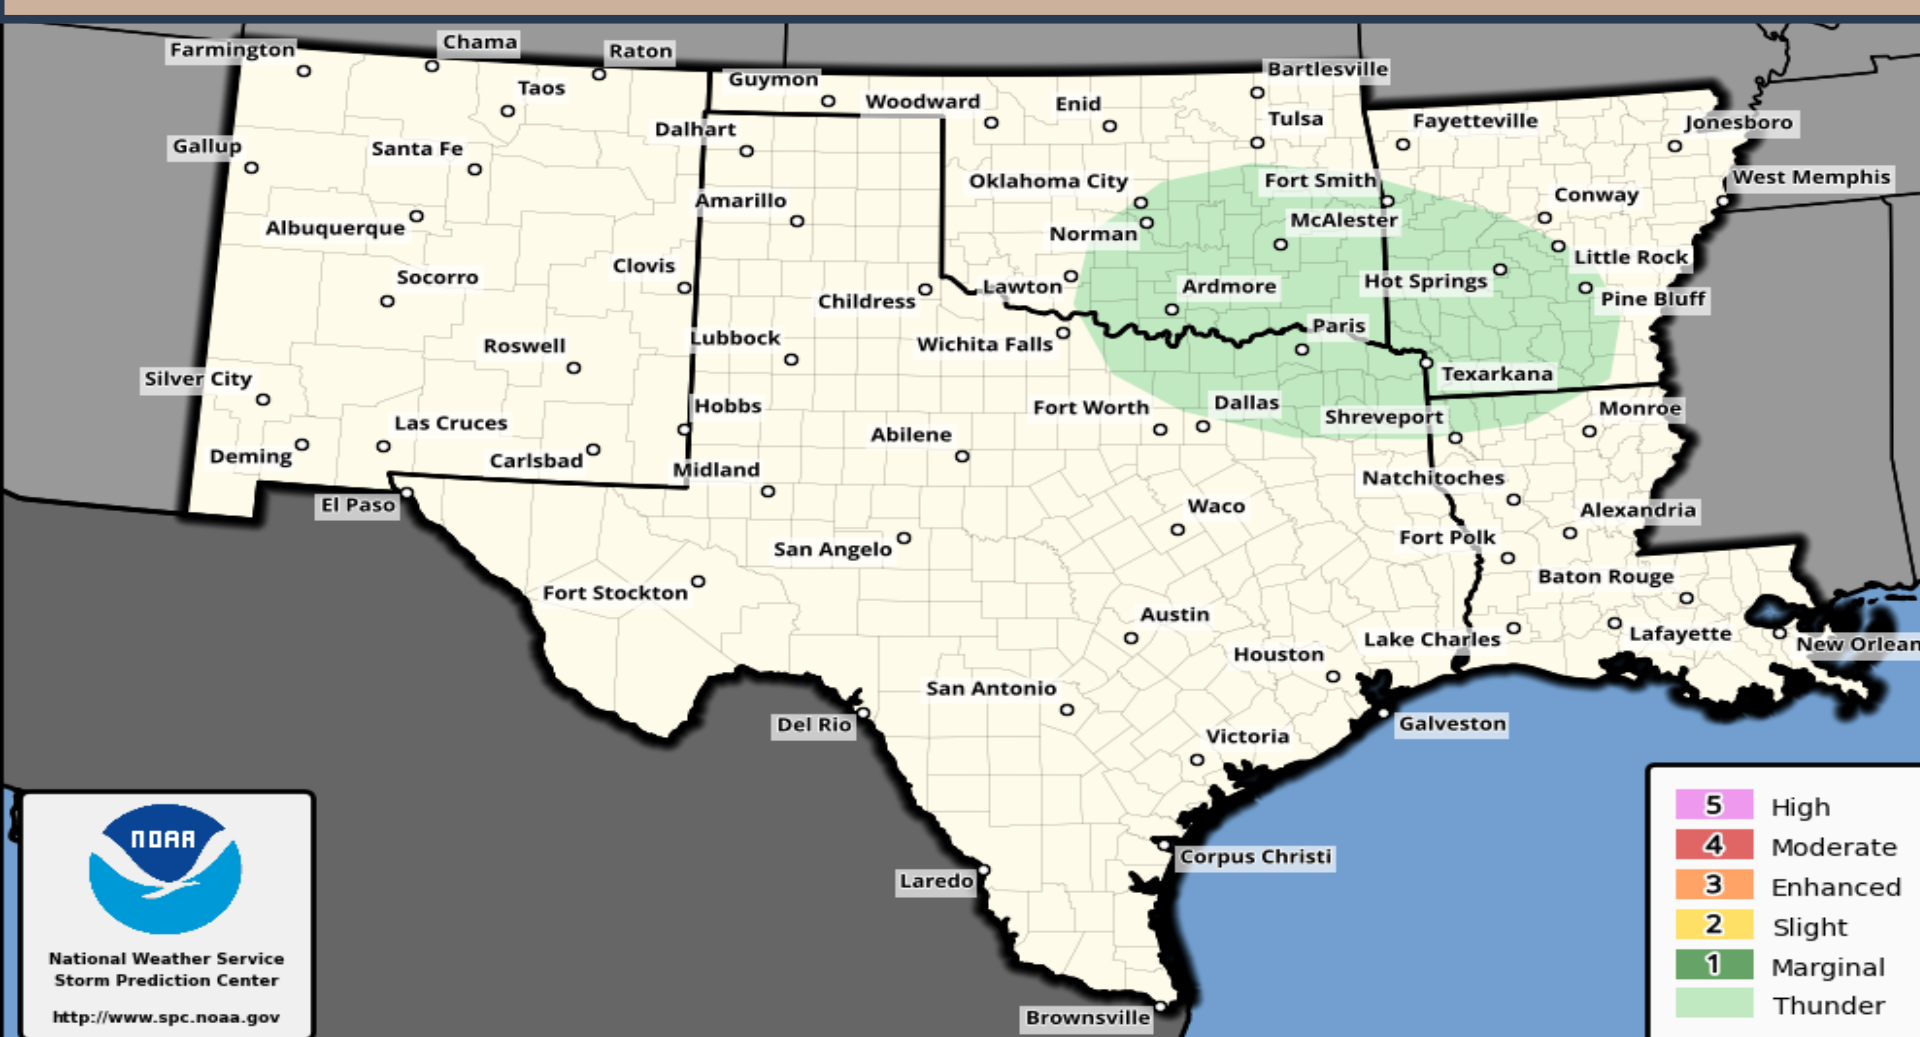 Farmington
Chama
Raton
Taos
Guymon
Woodward
Enid
Bartlesville
Tulsa
Fayetteville
Jonesboro
Gallup
Santa Fe
Dalhart
Oklahoma City
Fort Smith
West Memphis
Conway
Albuquerque
Amarillo
Norman
McAlester
Little Rock
Socorro
Clovis
Childress
Lawton
Ardmore
Hot Springs
Pine Bluff
Roswell
Lubbock
Wichita Falls
Paris
Texarkana
Silver City
Las Cruces
Hobbs
Fort Worth
Dallas
Shreveport
Monroe
Deming
Carlsbad
Abilene
Midland
Natchitoches
El Paso
Waco
Alexandria
San Angelo
Fort Polk
Fort Stockton
Baton Rouge
Austin
Lake Charles
Lafayette
New Orlean
Houston
San Antonio
Del Rio
Galveston
Victoria
Corpus Christi
Laredo
Brownsville
NOAA
National Weather Service
Storm Prediction Center
http://www.spc.noaa.gov
5 High
4 Moderate
3 Enhanced
2 Slight
1 Marginal
Thunder